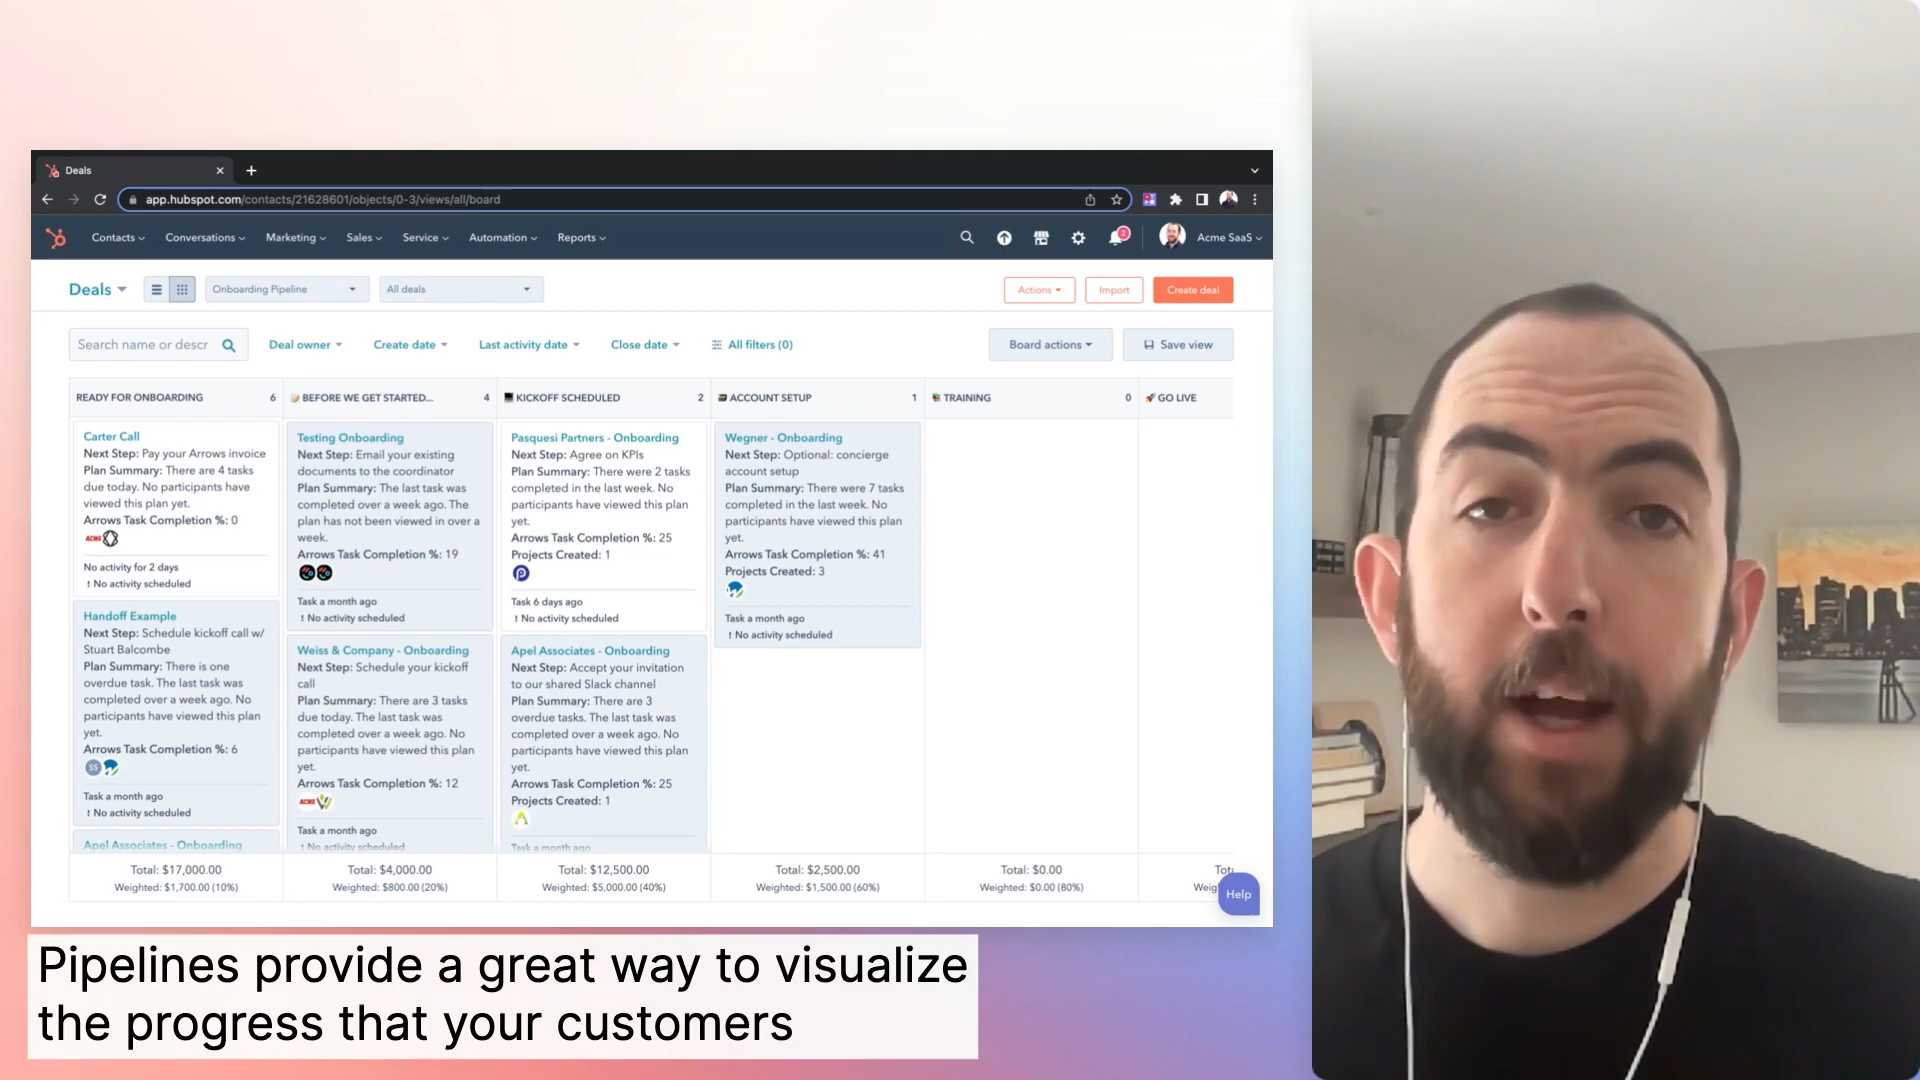 Deals
app.hubspot.com/contacts/21628601/objects/0-3/views/all/board
Contacts
Conversations
Marketing
Sales
Service
Automation
Reports
2
Acme SaaS
Deals
Onboarding Pipeline
All deals
Actions
Import
Create deal
Search name or descr
Deal owner
Create date
Last activity date
Close date
All filters (0)
Board actions
Save view
READY FOR ONBOARDING 6
Carter Call
Next Step: Pay your Arrows invoice
Plan Summary: There are 4 tasks
due today. No participants have
viewed this plan yet.
Arrows Task Completion %: 0
ACME
No activity for 2 days
! No activity scheduled
Handoff Example
Next Step: Schedule kickoff call w/
Stuart Balcombe
Plan Summary: There is one
overdue task. The last task was
completed over a week ago. No
participants have viewed this plan
yet.
Arrows Task Completion %: 6
SS
Task a month ago
! No activity scheduled
Apel Associates - Onboarding
Total: $17,000.00
Weighted: $1,700.00 (10%)
BEFORE WE GET STARTED... 4
Testing Onboarding
Next Step: Email your existing
documents to the coordinator
Plan Summary: The last task was
completed over a week ago. The
plan has not been viewed in over a
week.
Arrows Task Completion %: 19
Task a month ago
! No activity scheduled
Weiss & Company - Onboarding
Next Step: Schedule your kickoff
call
Plan Summary: There are 3 tasks
due today. The last task was
completed over a week ago. No
participants have viewed this plan
yet.
Arrows Task Completion %: 12
ACME
Task a month ago
! No activity scheduled
Total: $4,000.00
Weighted: $800.00 (20%)
KICKOFF SCHEDULED 2
Pasquesi Partners - Onboarding
Next Step: Agree on KPIs
Plan Summary: There were 2 tasks
completed in the last week. No
participants have viewed this plan
yet.
Arrows Task Completion %: 25
Projects Created: 1
Task 6 days ago
! No activity scheduled
Apel Associates - Onboarding
Next Step: Accept your invitation
to our shared Slack channel
Plan Summary: There are 3
overdue tasks. The last task was
completed over a week ago. No
participants have viewed this plan
yet.
Arrows Task Completion %: 25
Projects Created: 1
Task a month ago
Total: $12,500.00
Weighted: $5,000.00 (40%)
ACCOUNT SETUP 1
Wegner - Onboarding
Next Step: Optional: concierge
account setup
Plan Summary: There were 7 tasks
completed in the last week. No
participants have viewed this plan
yet.
Arrows Task Completion %: 41
Projects Created: 3
Task a month ago
! No activity scheduled
Total: $2,500.00
Weighted: $1,500.00 (60%)
TRAINING 0
Total: $0.00
Weighted: $0.00 (80%)
GO LIVE
Tot
Weig
Help
Pipelines provide a great way to visualize
the progress that your customers